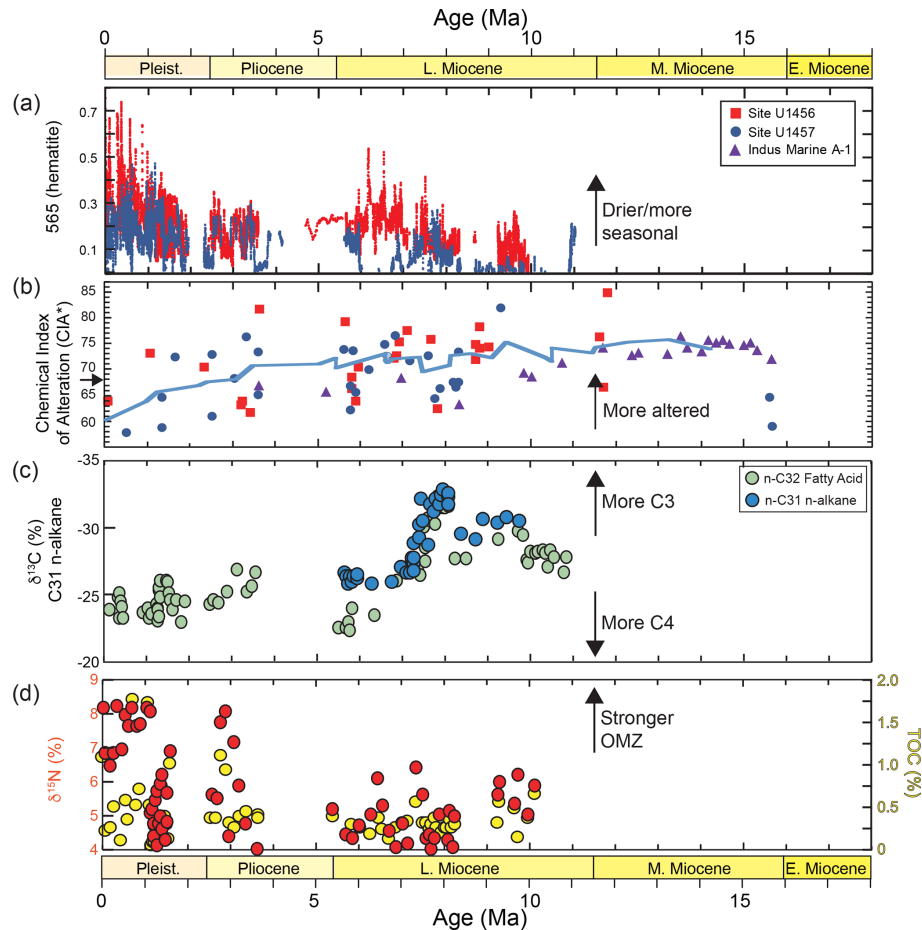 Age (Ma)
0 5 10 15
Pleist. Pliocene L. Miocene M. Miocene E. Miocene
(a)
0.7
0.5
0.3
0.1
565 (hematite)
Site U1456
Site U1457
Indus Marine A-1
Drier/more
seasonal
(b)
85
80
75
70
65
60
Chemical Index
of Alteration (CIA*)
More altered
(c)
-35
-30
-25
-20
δ13C (%)
C31 n-alkane
n-C32 Fatty Acid
n-C31 n-alkane
More C3
More C4
(d)
9
8
7
6
5
4
δ15N (%)
Stronger
OMZ
2.0
1.5
1.0
0.5
0
TOC (%)
Pleist. Pliocene L. Miocene M. Miocene E. Miocene
0 5 10 15
Age (Ma)